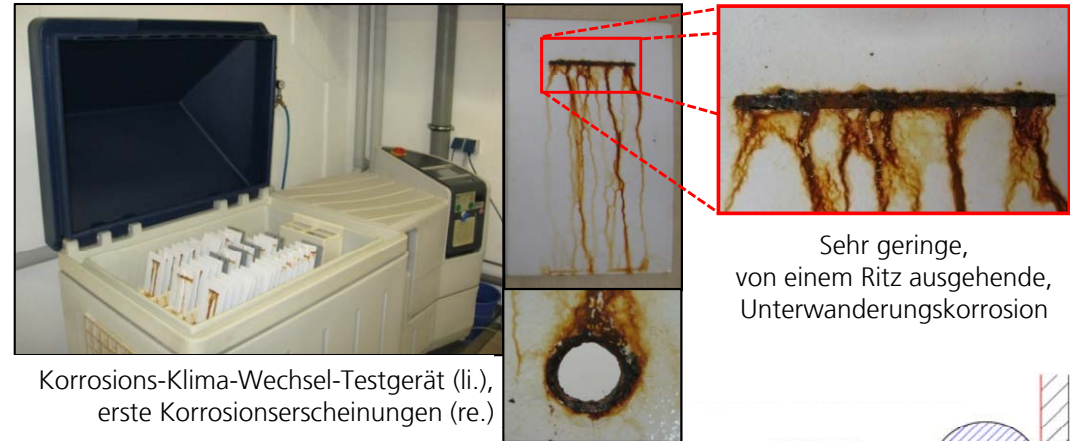 Sehr geringe,
von einem Ritz ausgehende,
Unterwanderungskorrosion
Korrosions-Klima-Wechsel-Testgerät (li.),
erste Korrosionserscheinungen (re.)